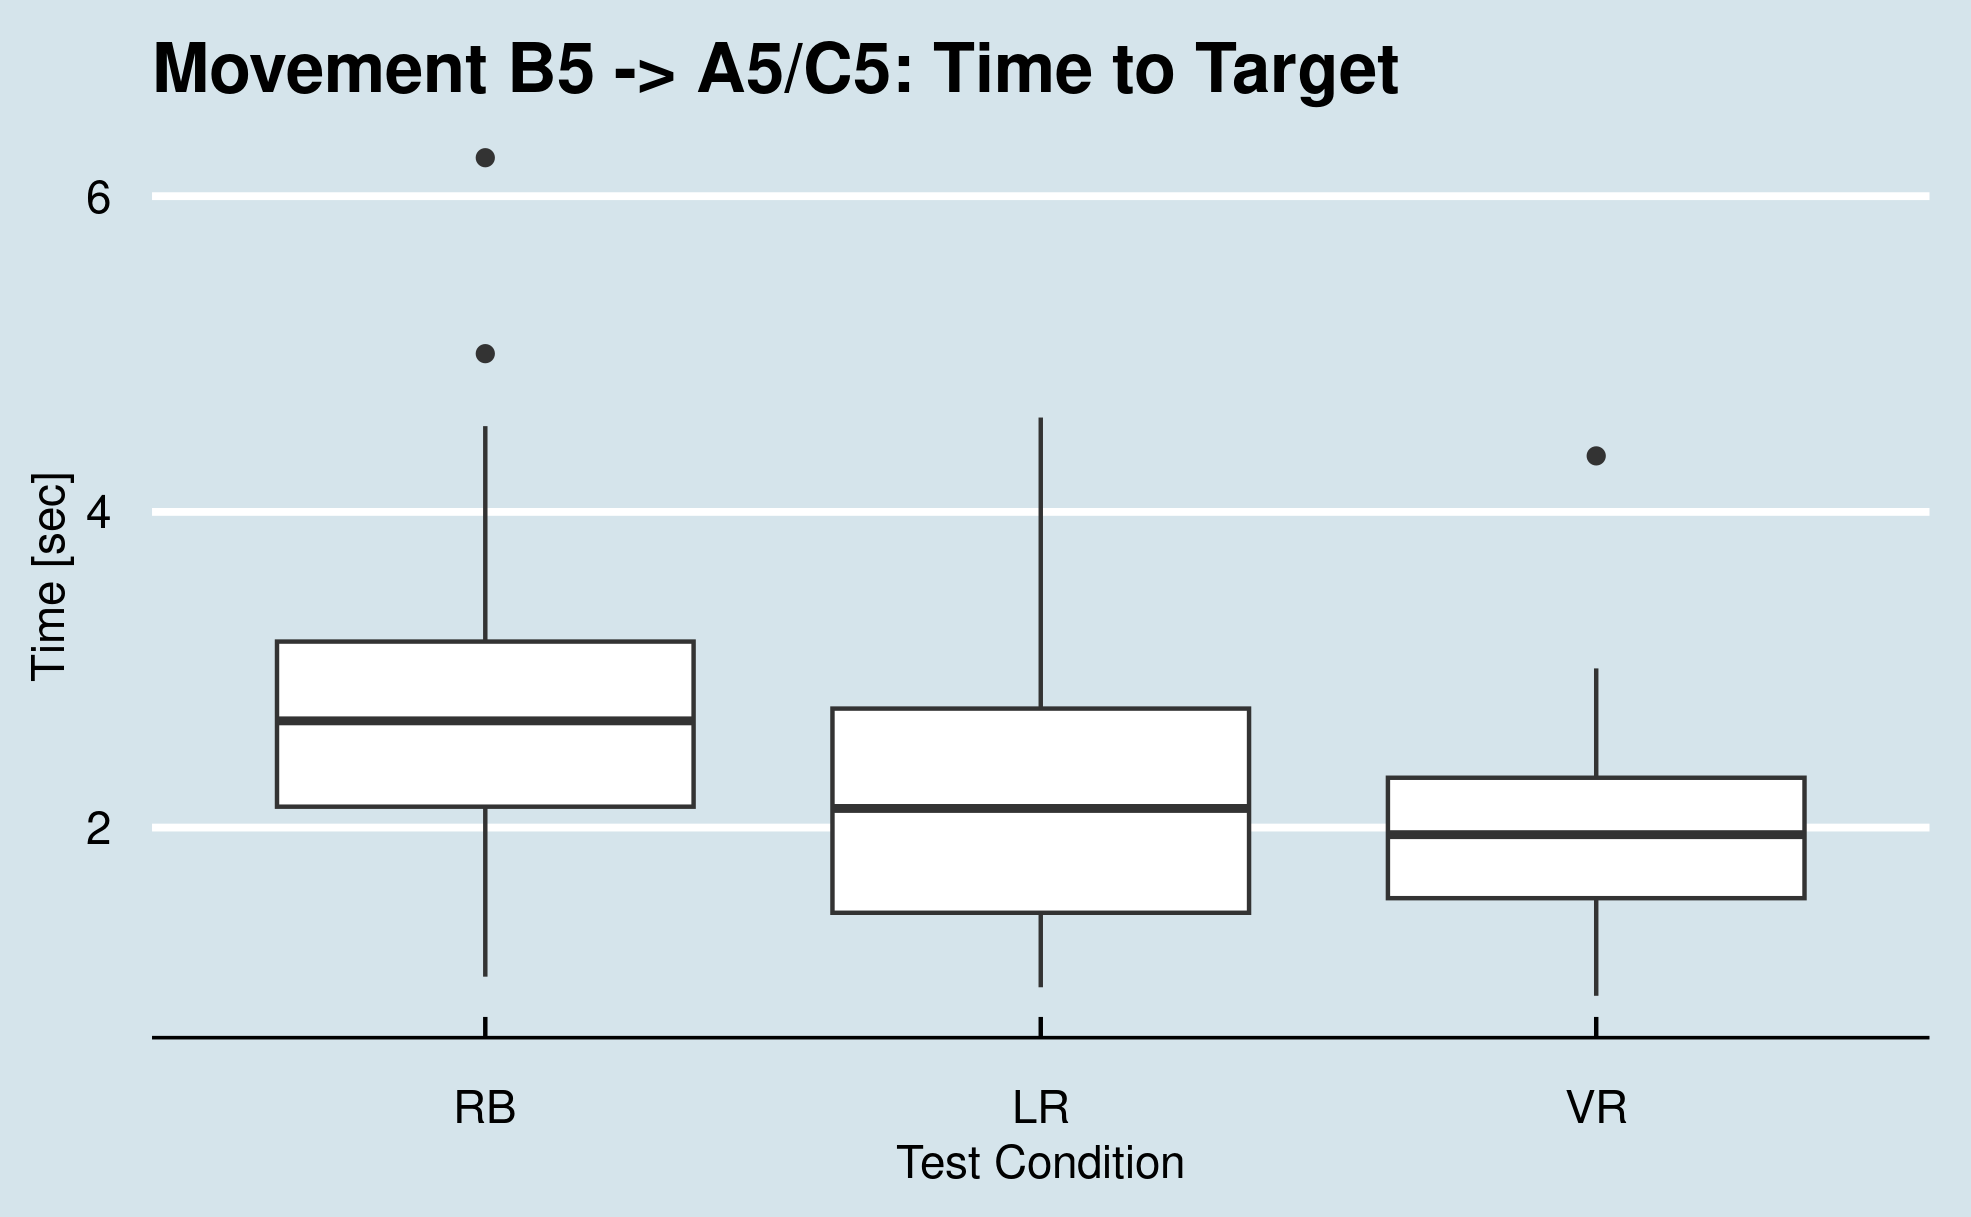 Movement B5 -> A5/C5: Time to Target
6
4
2
Time [sec]
RB
LR
VR
Test Condition